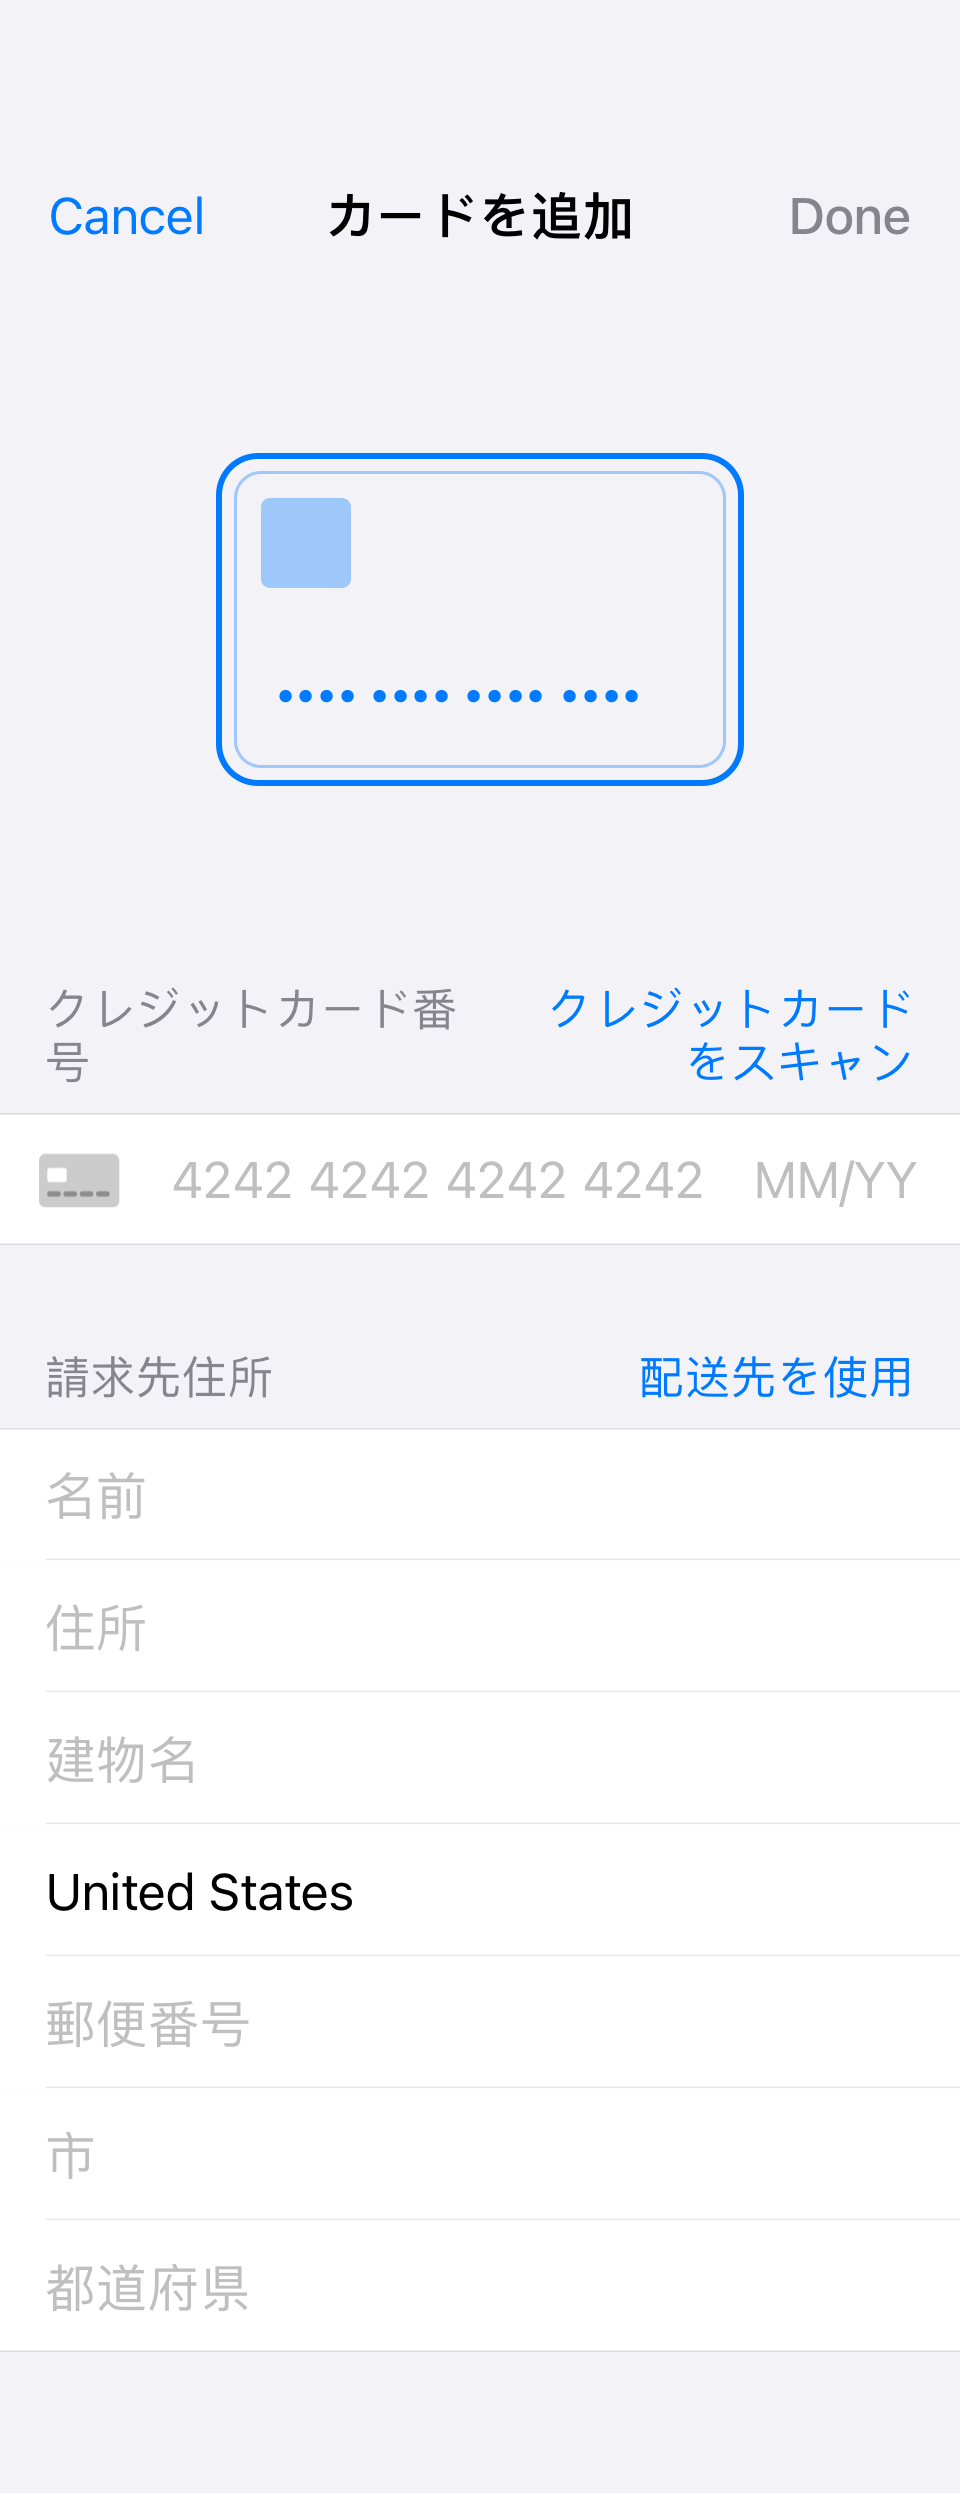 Cancel カードを追加 Done
クレジットカード番号
クレジットカードをスキャン
4242 4242 4242 4242 MM/YY
請求先住所 配送先を使用
名前
住所
建物名
United States
郵便番号
市
都道府県